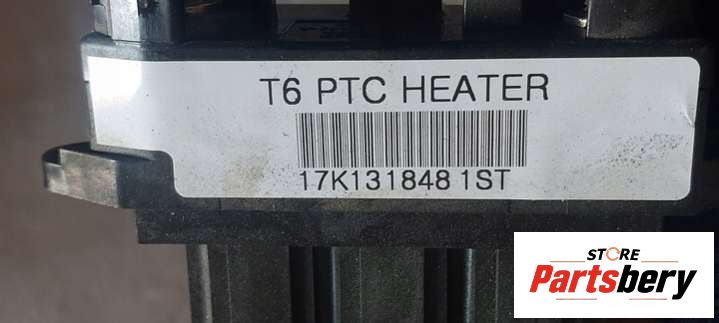 T6 PTC HEATER
17K131848 1ST
STORE
Partsbery